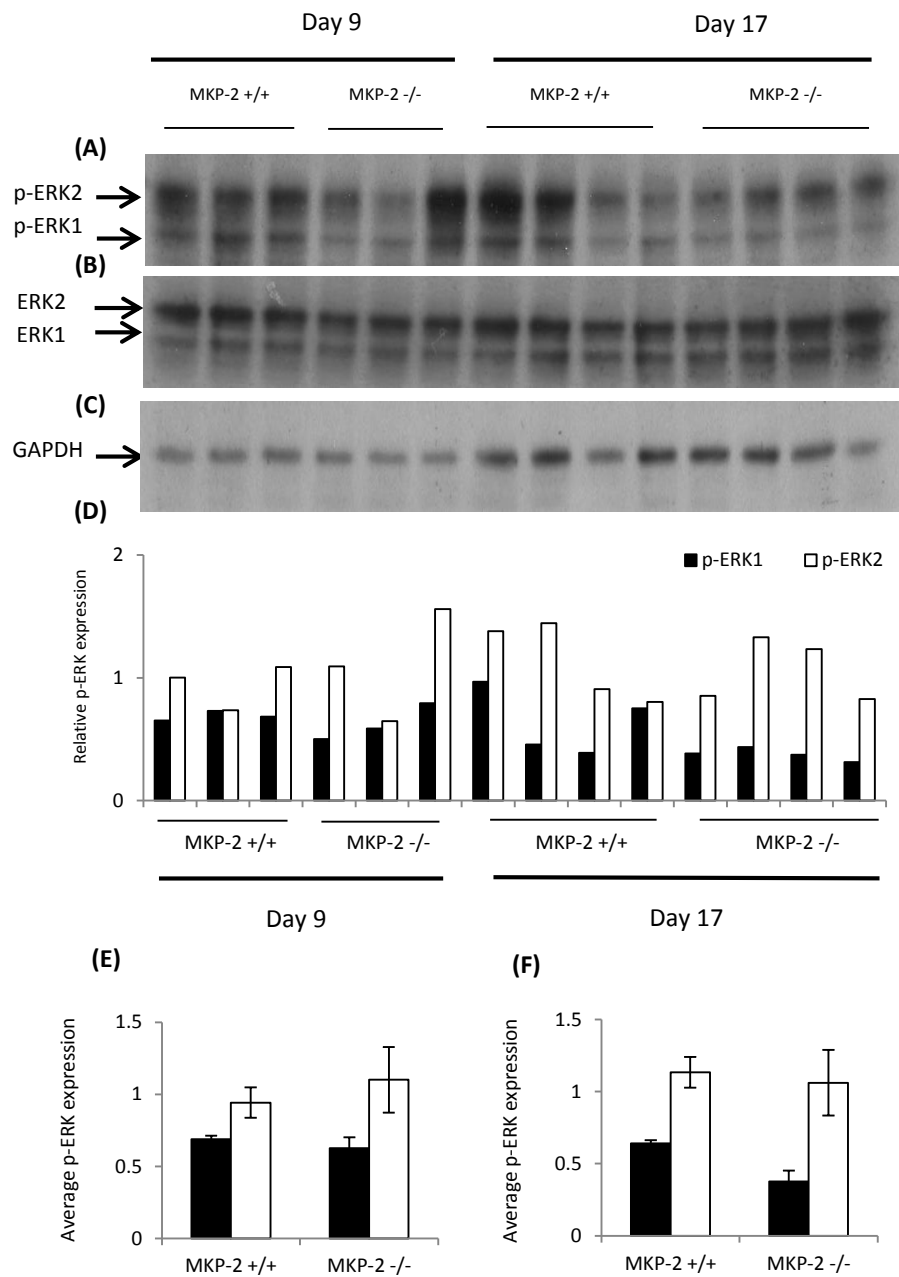 Day 9 Day 17
MKP-2 +/+ MKP-2 -/- MKP-2 +/+ MKP-2 -/-
(A)
p-ERK2
p-ERK1
(B)
ERK2
ERK1
(C)
GAPDH
(D)
Relative p-ERK expression
2
1
0
p-ERK1 p-ERK2
MKP-2 +/+ MKP-2 -/- MKP-2 +/+ MKP-2 -/-
Day 9 Day 17
(E)
Average p-ERK expression
1.5
1
0.5
0
MKP-2 +/+ MKP-2 -/-
(F)
Average p-ERK expression
1.5
1
0.5
0
MKP-2 +/+ MKP-2 -/-